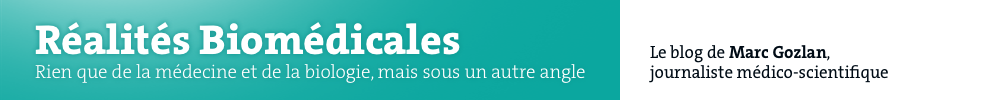 Réalités Biomédicales
Rien que de la médecine et de la biologie, mais sous un autre angle
Le blog de Marc Gozlan,
journaliste médico-scientifique